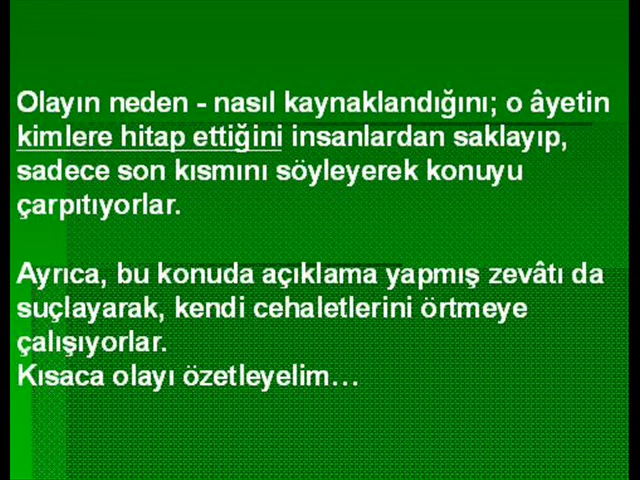 Olayın neden - nasıl kaynaklandığını; o âyetin
kimlere hitap ettiğini insanlardan saklayıp,
sadece son kısmını söyleyerek konuyu
çarpıtıyorlar.
Ayrıca, bu konuda açıklama yapmış zevâtı da
suçlayarak, kendi cehaletlerini örtmeye
çalışıyorlar.
Kısaca olayı özetleyelim…